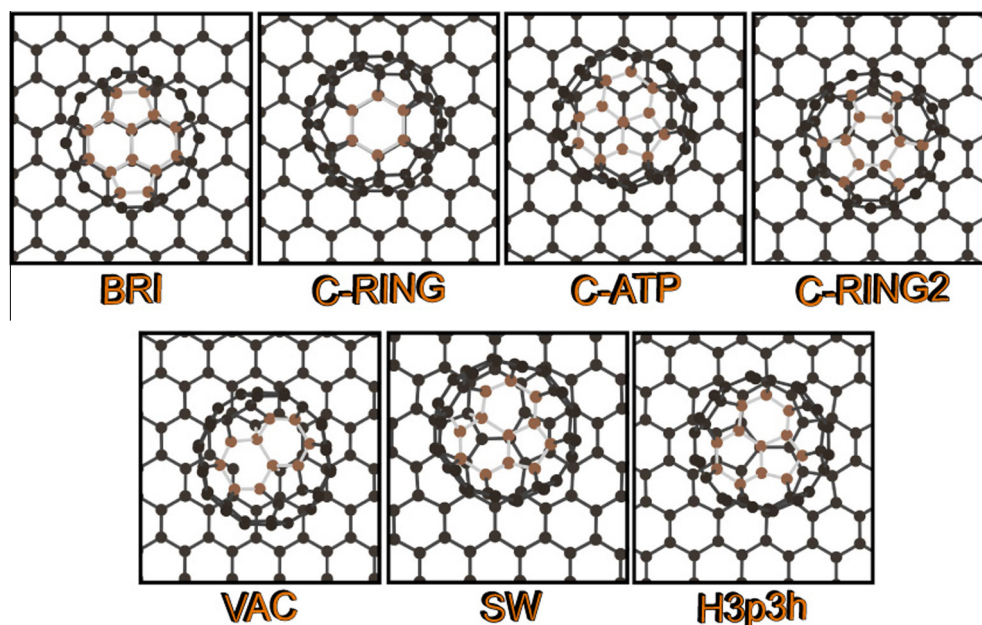 BRI
C-RING
C-ATP
C-RING2
VAC
SW
H3p3h